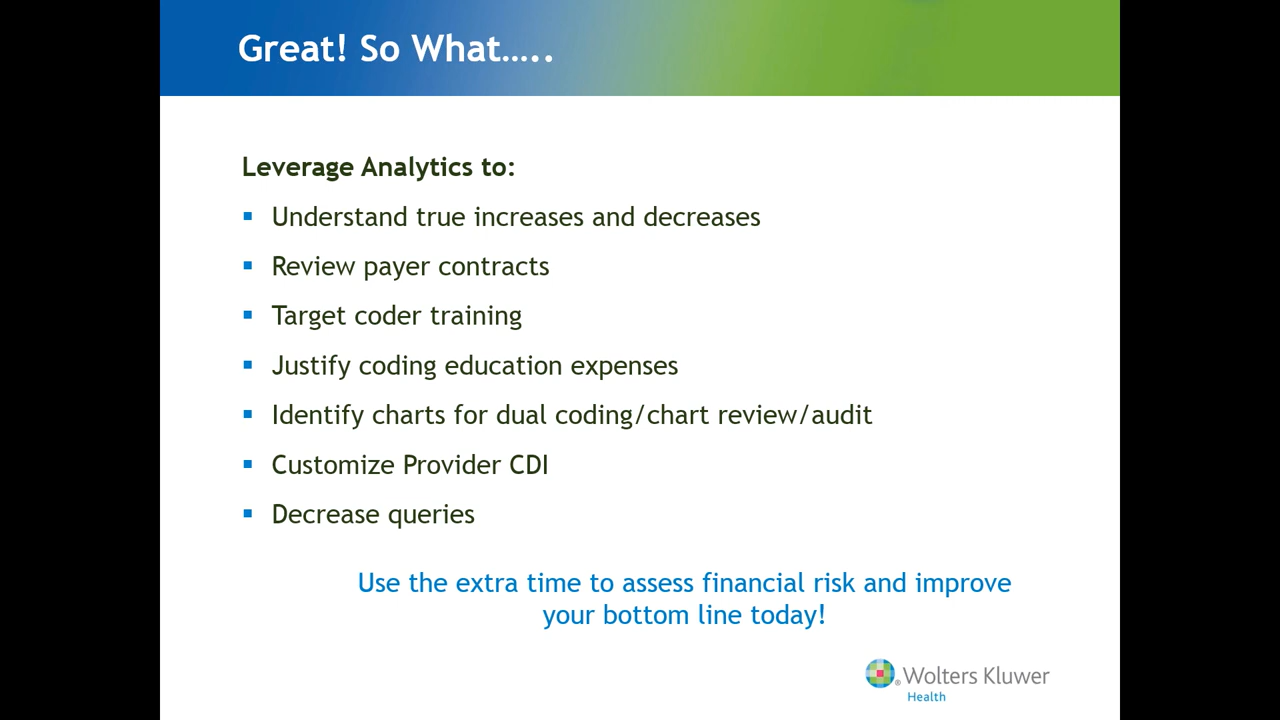 Great! So What.....
Leverage Analytics to:
▪ Understand true increases and decreases
▪ Review payer contracts
▪ Target coder training
▪ Justify coding education expenses
▪ Identify charts for dual coding/chart review/audit
▪ Customize Provider CDI
▪ Decrease queries
Use the extra time to assess financial risk and improve
your bottom line today!
® Wolters Kluwer
Health